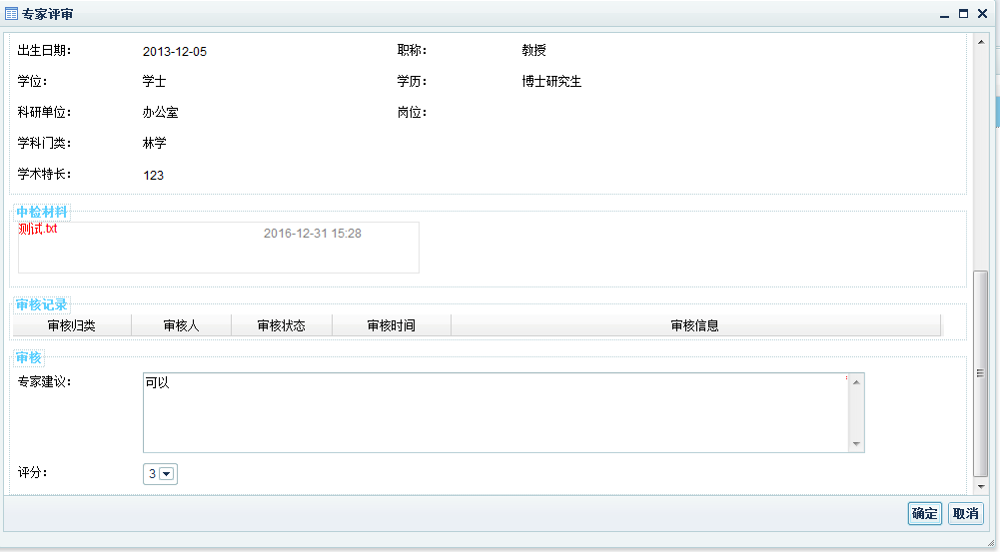 专家评审
出生日期: 2013-12-05 职称: 教授
学位: 学士 学历: 博士研究生
科研单位: 办公室 岗位:
学科门类: 林学
学术特长: 123
中检材料
测试.txt 2016-12-31 15:28
审核记录
审核归类 审核人 审核状态 审核时间 审核信息
审核
专家建议: 可以
评分: 3
确定 取消